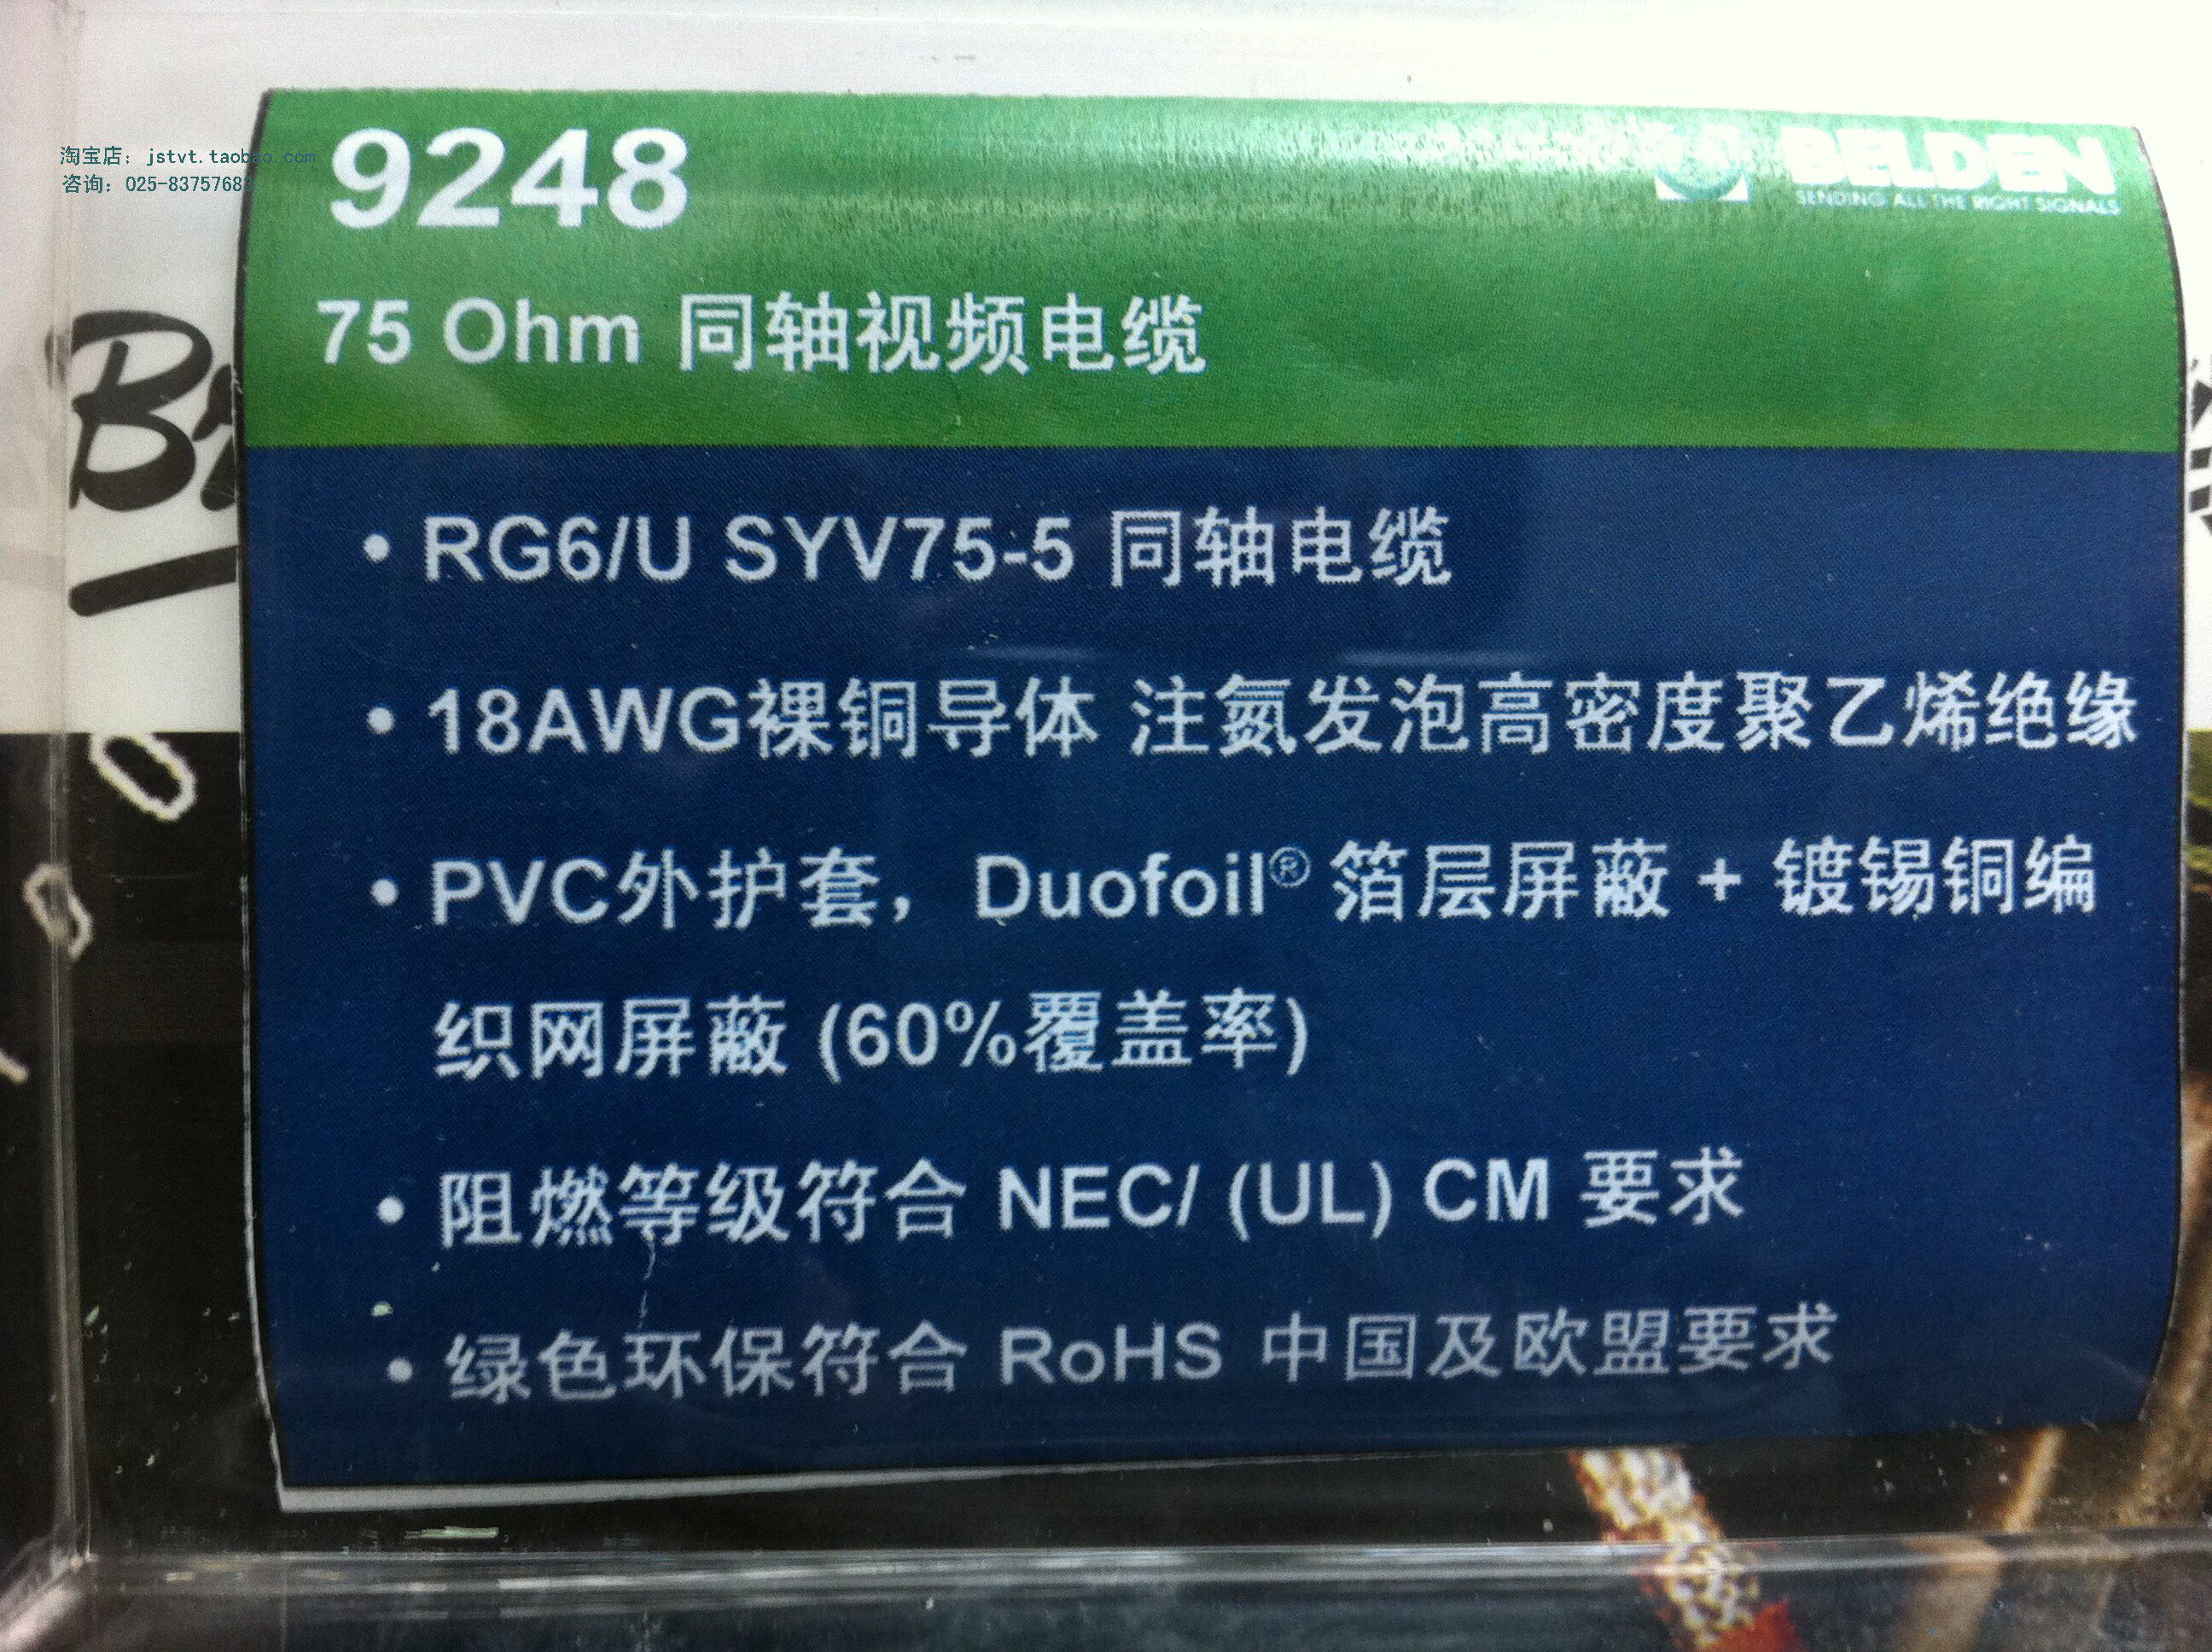 淘宝店：jstvt.taobao.com
咨询：025-83757688
9248
BELDEN
SENDING ALL THE RIGHT SIGNALS
75 Ohm 同轴视频电缆
• RG6/U SYV75-5 同轴电缆
• 18AWG裸铜导体 注氮发泡高密度聚乙烯绝缘
• PVC外护套，Duofoil® 箔层屏蔽 + 镀锡铜编
织网屏蔽 (60%覆盖率)
• 阻燃等级符合 NEC/ (UL) CM 要求
• 绿色环保符合 RoHS 中国及欧盟要求